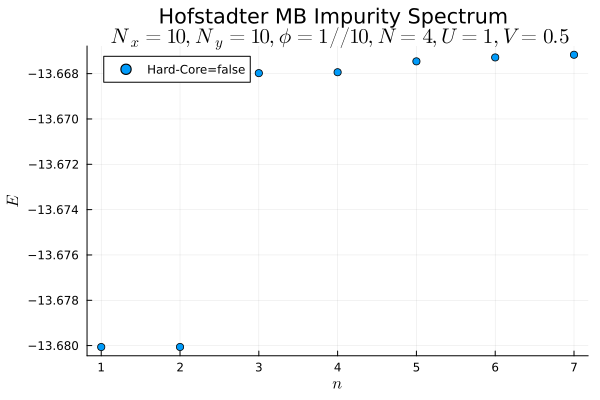 Hofstadter MB Impurity Spectrum
N_x = 10, N_y = 10, ϕ = 1//10, N = 4, U = 1, V = 0.5
Hard-Core=false
−13.668
−13.670
−13.672
−13.674
−13.676
−13.678
−13.680
E
1 2 3 4 5 6 7
n